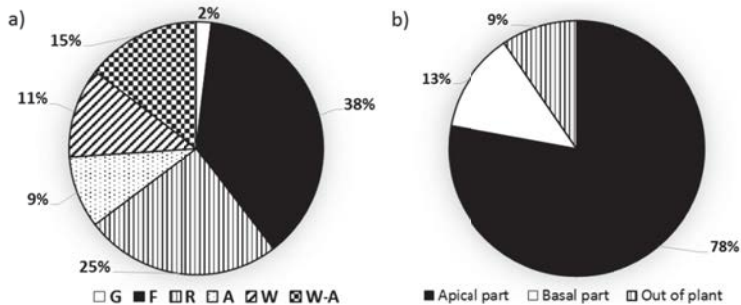 a)
2%
38%
25%
9%
11%
15%
G F R A W W-A
b)
9%
13%
78%
Apical part Basal part Out of plant